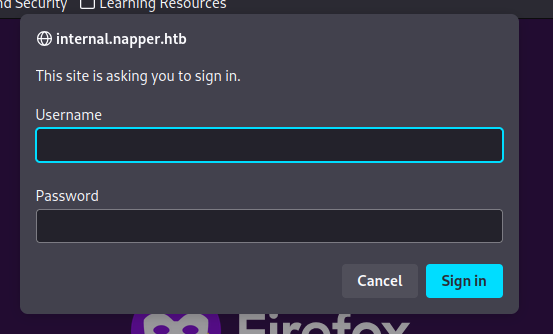 nd Security Learning Resources
internal.napper.htb
This site is asking you to sign in.
Username
Password
Cancel Sign in
Firefox